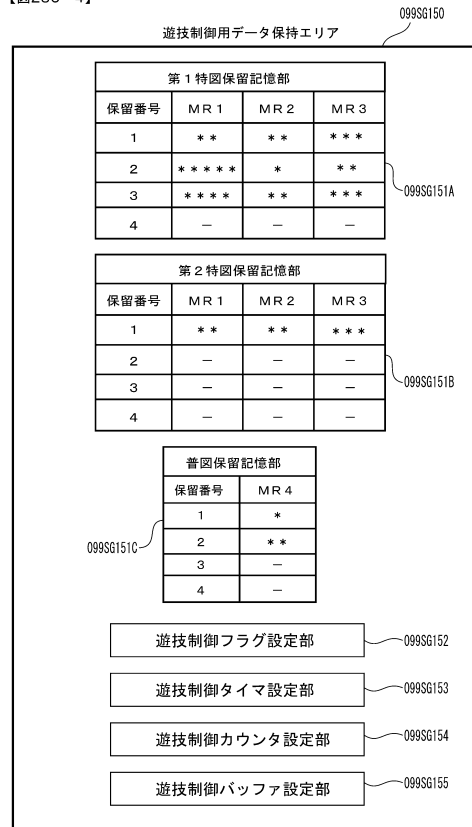 099SG150
遊技制御用データ保持エリア
第１特図保留記憶部
保留番号 ＭＲ１ ＭＲ２ ＭＲ３
１ ＊＊ ＊＊ ＊＊＊
２ ＊＊＊＊＊ ＊ ＊＊
３ ＊＊＊＊ ＊＊ ＊＊＊
４ － － －
099SG151A
第２特図保留記憶部
保留番号 ＭＲ１ ＭＲ２ ＭＲ３
１ ＊＊ ＊＊ ＊＊＊
２ － － －
３ － － －
４ － － －
099SG151B
普図保留記憶部
保留番号 ＭＲ４
１ ＊
２ ＊＊
３ －
４ －
099SG151C
遊技制御フラグ設定部 099SG152
遊技制御タイマ設定部 099SG153
遊技制御カウンタ設定部 099SG154
遊技制御バッファ設定部 099SG155